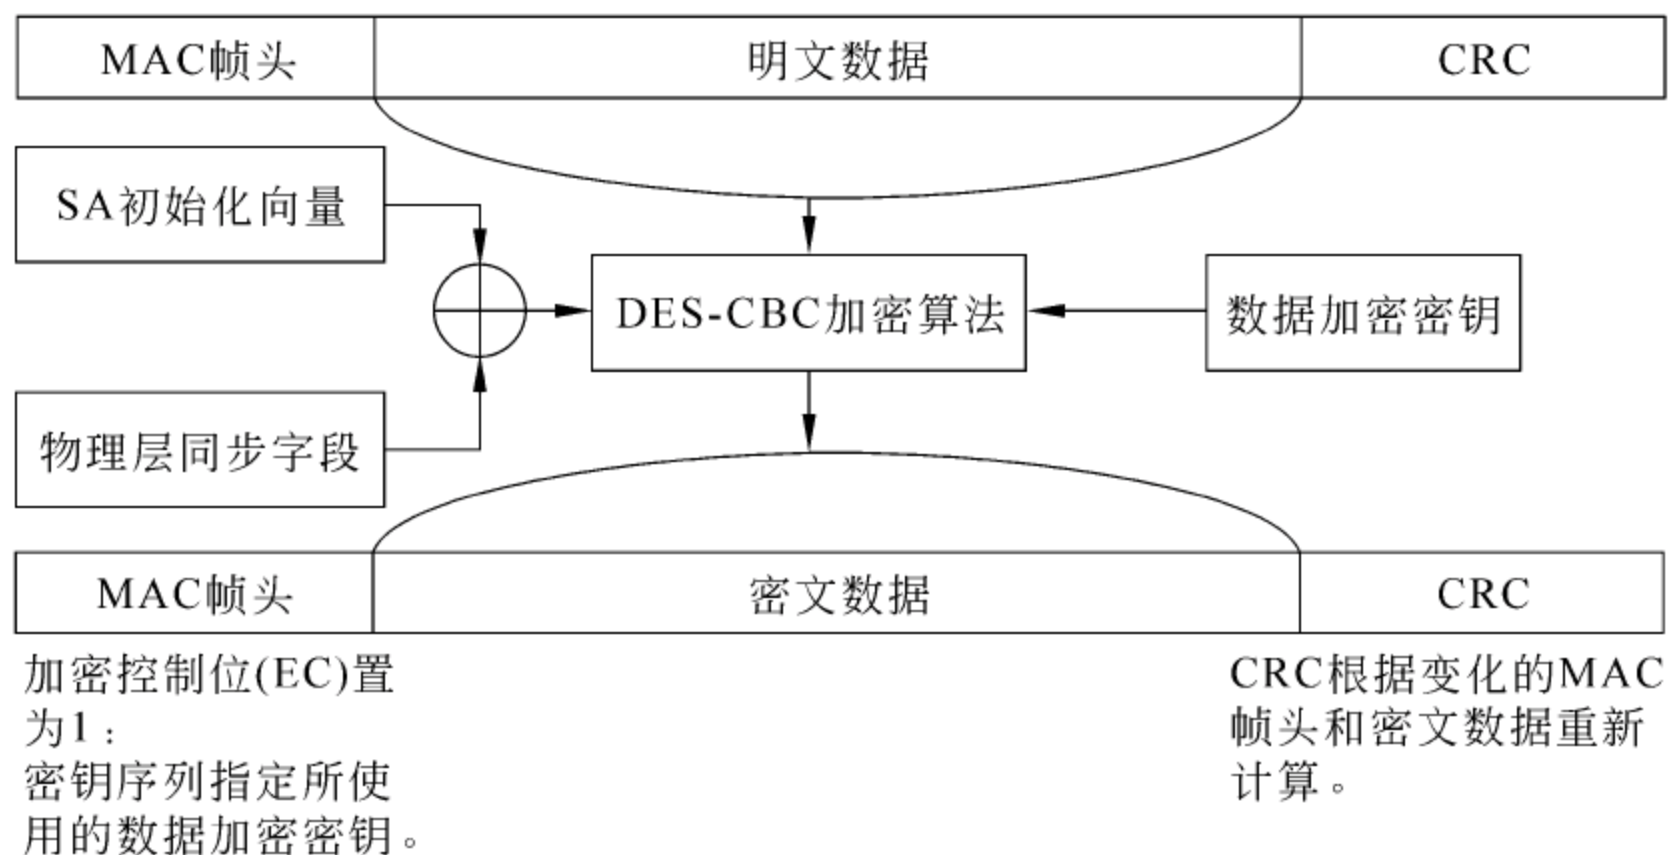 MAC帧头
明文数据
CRC
SA初始化向量
DES-CBC加密算法
数据加密密钥
物理层同步字段
MAC帧头
密文数据
CRC
加密控制位(EC)置
为1：
密钥序列指定所使
用的数据加密密钥。
CRC根据变化的MAC
帧头和密文数据重新
计算。